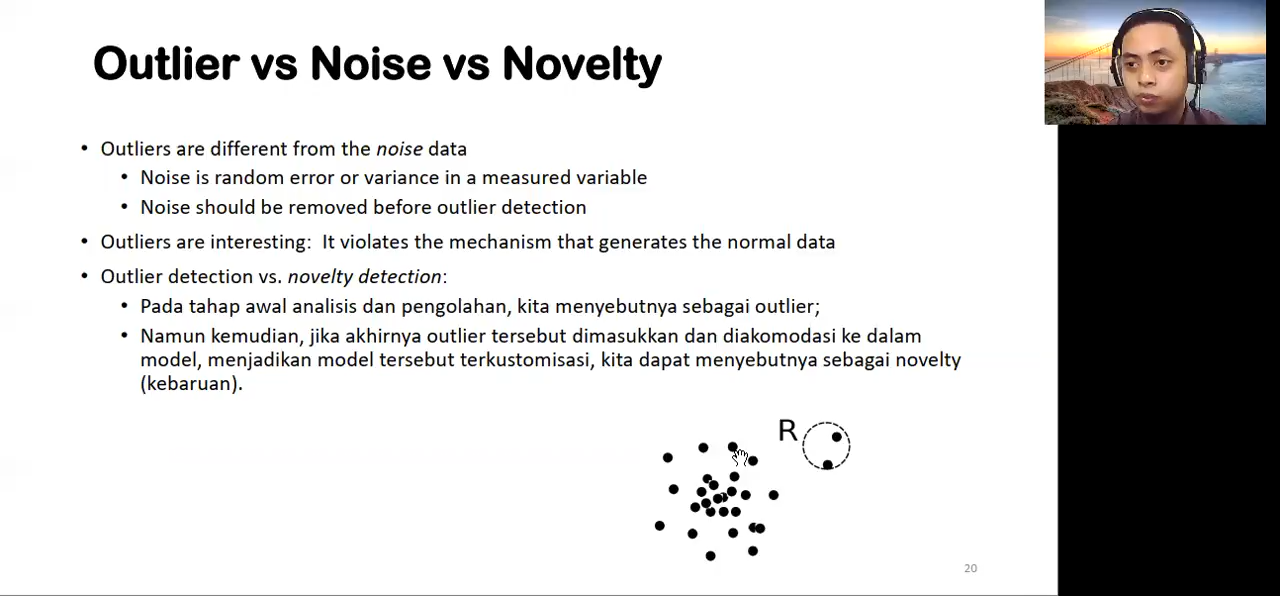 Outlier vs Noise vs Novelty
• Outliers are different from the noise data
• Noise is random error or variance in a measured variable
• Noise should be removed before outlier detection
• Outliers are interesting: It violates the mechanism that generates the normal data
• Outlier detection vs. novelty detection:
• Pada tahap awal analisis dan pengolahan, kita menyebutnya sebagai outlier;
• Namun kemudian, jika akhirnya outlier tersebut dimasukkan dan diakomodasi ke dalam
model, menjadikan model tersebut terkustomisasi, kita dapat menyebutnya sebagai novelty
(kebaruan).
R
20